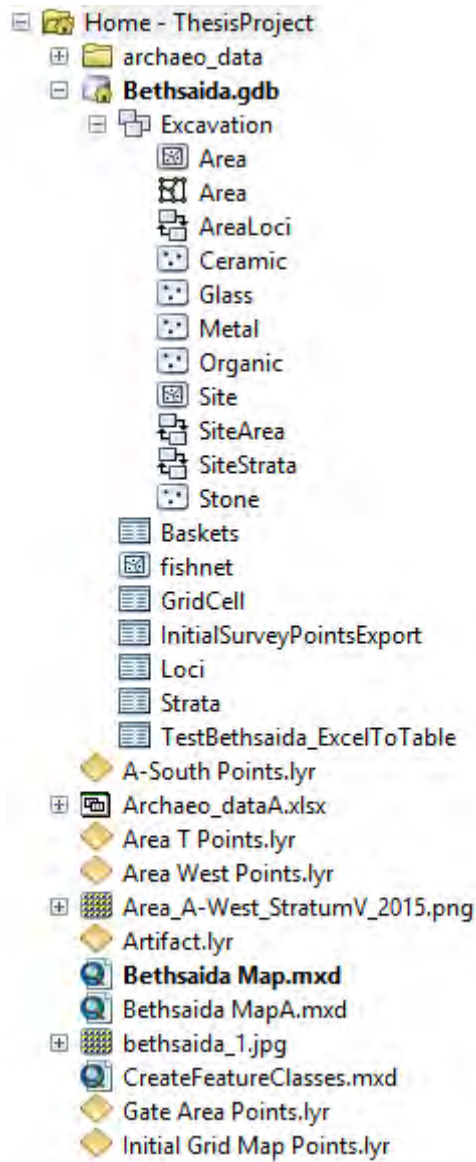 Home - ThesisProject
archaeo_data
Bethsaida.gdb
Excavation
Area
Area
AreaLoci
Ceramic
Glass
Metal
Organic
Site
SiteArea
SiteStrata
Stone
Baskets
fishnet
GridCell
InitialSurveyPointsExport
Loci
Strata
TestBethsaida_ExcelToTable
A-South Points.lyr
Archaeo_dataA.xlsx
Area T Points.lyr
Area West Points.lyr
Area_A-West_StratumV_2015.png
Artifact.lyr
Bethsaida Map.mxd
Bethsaida MapA.mxd
bethsaida_1.jpg
CreateFeatureClasses.mxd
Gate Area Points.lyr
Initial Grid Map Points.lyr